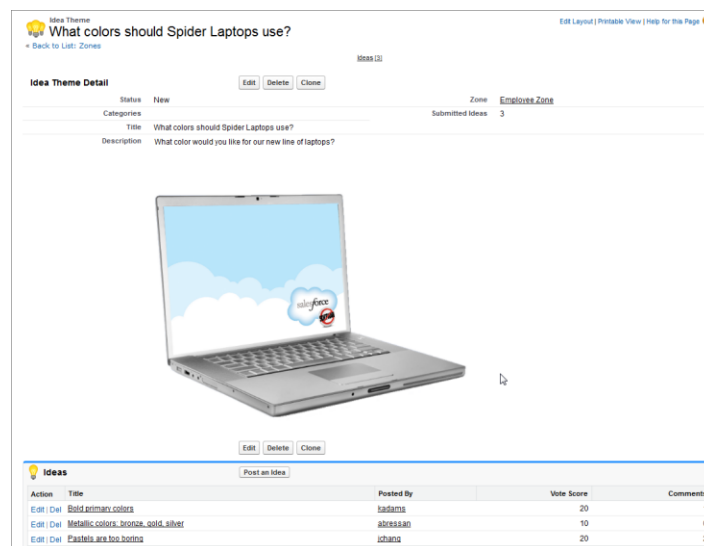 Idea Theme
What colors should Spider Laptops use?
Edit Layout | Printable View | Help for this Page
« Back to List: Zones
Ideas [3]
Idea Theme Detail
Edit Delete Clone
Status New Zone Employee Zone
Categories Submitted Ideas 3
Title What colors should Spider Laptops use?
Description What color would you like for our new line of laptops?
salesforce
Edit Delete Clone
Ideas Post an Idea
Action Title Posted By Vote Score Comments
Edit | Del Bold primary colors kadams 20
Edit | Del Metallic colors: bronze, gold, silver abressan 10
Edit | Del Pastels are too boring jchang 20